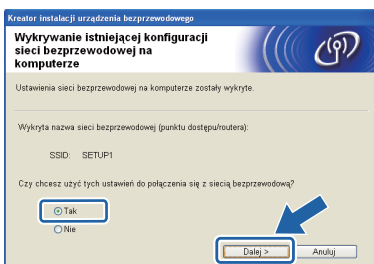 Kreator instalacji urządzenia bezprzewodowego
Wykrywanie istniejącej konfiguracji
sieci bezprzewodowej na
komputerze
Ustawienia sieci bezprzewodowej na komputerze zostały wykryte.
Wykryta nazwa sieci bezprzewodowej (punktu dostępu/routera):
SSID: SETUP1
Czy chcesz użyć tych ustawień do połączenia się z siecią bezprzewodową?
Tak
Nie
Dalej > Anuluj